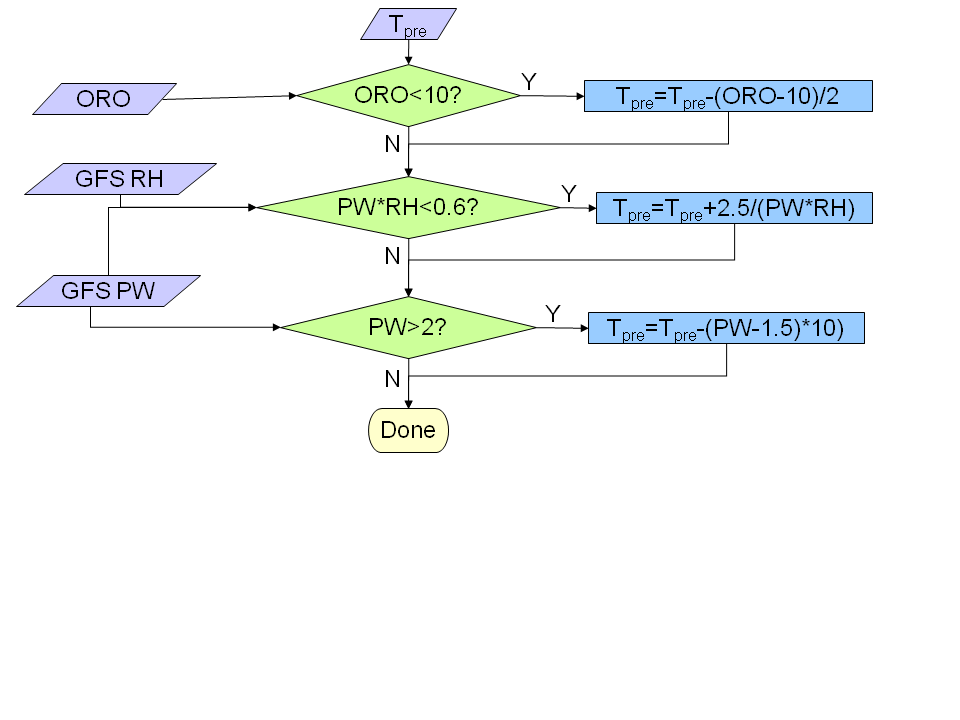 Tpre
ORO
ORO<10?
Y
Tpre=Tpre-(ORO-10)/2
N
GFS RH
PW*RH<0.6?
Y
Tpre=Tpre+2.5/(PW*RH)
N
GFS PW
PW>2?
Y
Tpre=Tpre-(PW-1.5)*10)
N
Done